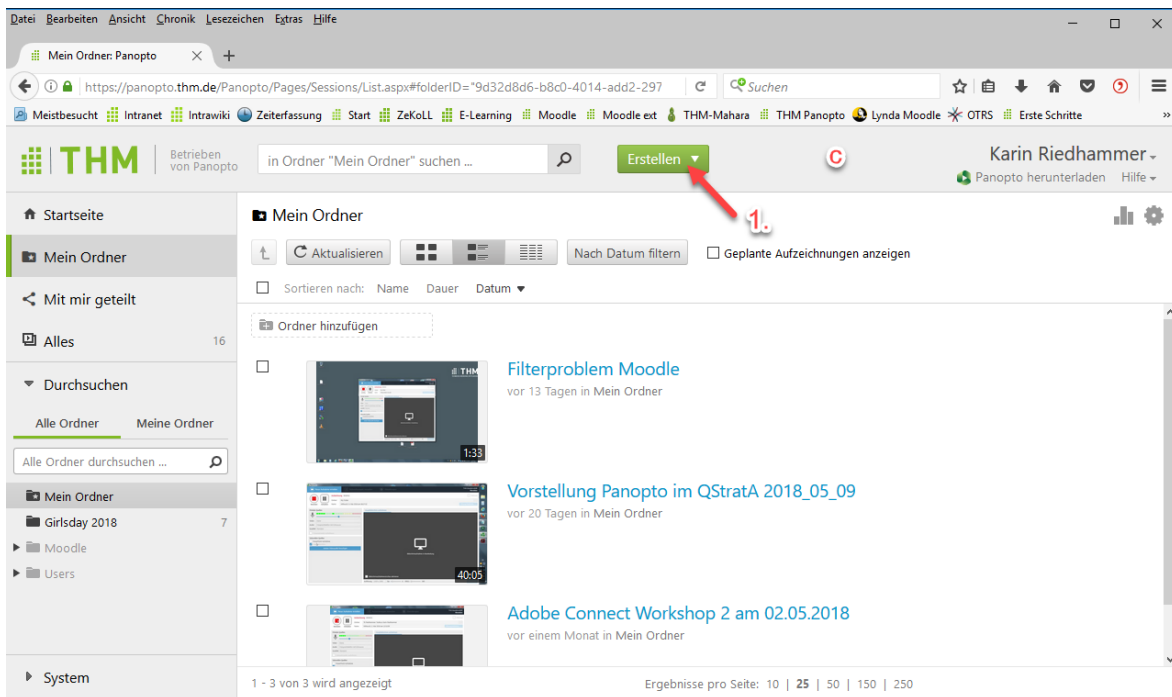 Datei Bearbeiten Ansicht Chronik Lesezeichen Extras Hilfe
Mein Ordner: Panopto
https://panopto.thm.de/Panopto/Pages/Sessions/List.aspx#folderID="9d32d8d6-b8c0-4014-add2-297
Suchen
Meistbesucht Intranet Intrawiki Zeiterfassung Start ZeKoLL E-Learning Moodle Moodle ext THM-Mahara THM Panopto Lynda Moodle OTRS Erste Schritte »
THM
Betrieben
von Panopto
in Ordner "Mein Ordner" suchen ...
Erstellen
C
Karin Riedhammer
Panopto herunterladen Hilfe
1.
Startseite
Mein Ordner
Mit mir geteilt
Alles 16
Durchsuchen
Alle Ordner Meine Ordner
Alle Ordner durchsuchen ...
Mein Ordner
Girlsday 2018 7
Moodle
Users
System
Mein Ordner
Aktualisieren Nach Datum filtern Geplante Aufzeichnungen anzeigen
Sortieren nach: Name Dauer Datum
Ordner hinzufügen
THM
1:33
Filterproblem Moodle
vor 13 Tagen in Mein Ordner
40:05
Vorstellung Panopto im QStratA 2018_05_09
vor 20 Tagen in Mein Ordner
Adobe Connect Workshop 2 am 02.05.2018
vor einem Monat in Mein Ordner
1 - 3 von 3 wird angezeigt
Ergebnisse pro Seite: 10 | 25 | 50 | 150 | 250